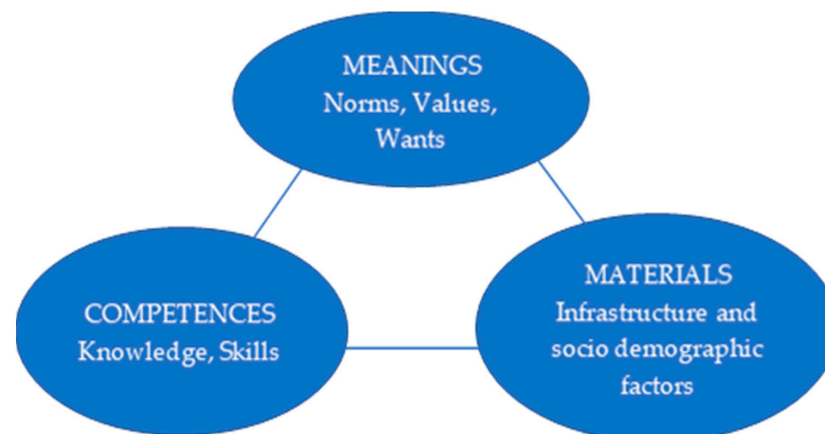 MEANINGS
Norms, Values,
Wants
COMPETENCES
Knowledge, Skills
MATERIALS
Infrastructure and
socio demographic
factors